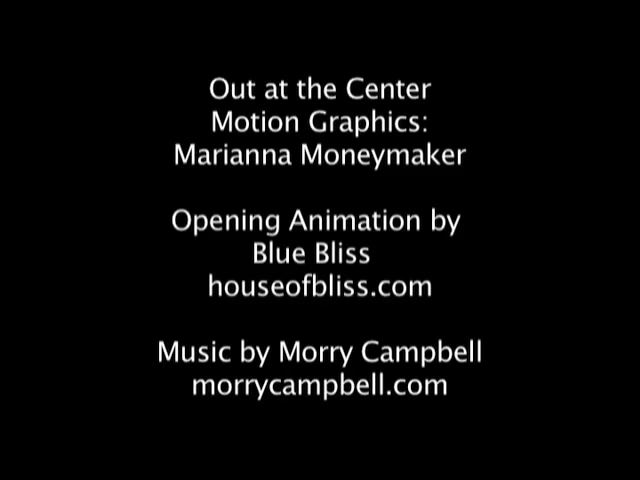 Out at the Center
Motion Graphics:
Marianna Moneymaker
Opening Animation by
Blue Bliss
houseofbliss.com
Music by Morry Campbell
morrycampbell.com